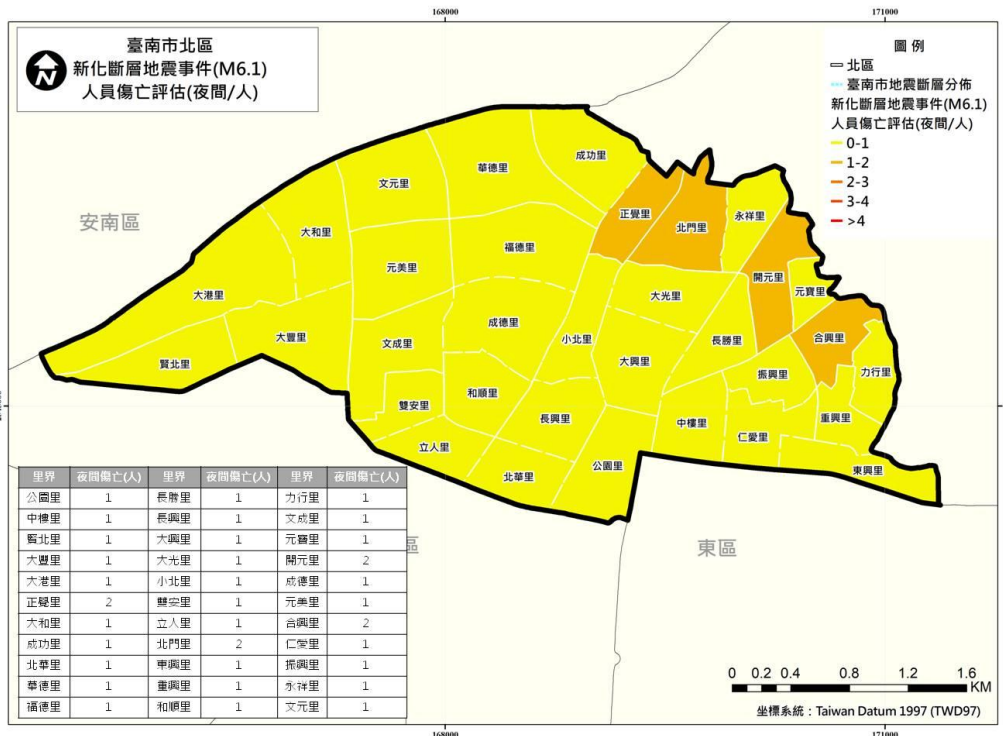 168000
171000
臺南市北區
新化斷層地震事件(M6.1)
人員傷亡評估(夜間/人)
N
圖例
北區
臺南市地震斷層分佈
新化斷層地震事件(M6.1)
人員傷亡評估(夜間/人)
0-1
1-2
2-3
3-4
>4
安南區
成功里
華德里
文元里
正覺里
北門里
永祥里
大和里
福德里
元美里
開元里
元寶里
大港里
大光里
成德里
合興里
大豐里
文成里
小北里
長勝里
賢北里
大興里
振興里
力行里
和順里
雙安里
長興里
中樓里
重興里
仁愛里
立人里
公園里
東興里
北華里
區
東區
里界 夜間傷亡(人) 里界 夜間傷亡(人) 里界 夜間傷亡(人)
公園里 1 長勝里 1 力行里 1
中樓里 1 長興里 1 文成里 1
賢北里 1 大興里 1 元寶里 1
大豐里 1 大光里 1 開元里 2
大港里 1 小北里 1 成德里 1
正覺里 2 雙安里 1 元美里 1
大和里 1 立人里 1 合興里 2
成功里 1 北門里 2 仁愛里 1
北華里 1 東興里 1 振興里 1
華德里 1 重興里 1 永祥里 1
福德里 1 和順里 1 文元里 1
0 0.2 0.4 0.8 1.2 1.6
KM
坐標系統：Taiwan Datum 1997 (TWD97)
168000
171000